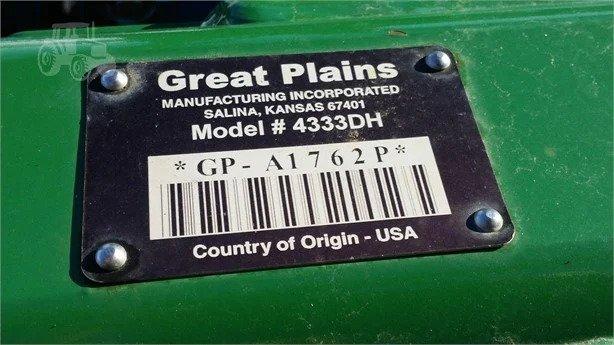 Great Plains
MANUFACTURING INCORPORATED
SALINA, KANSAS 67401
Model # 4333DH
*GP-A1762P*
Country of Origin - USA